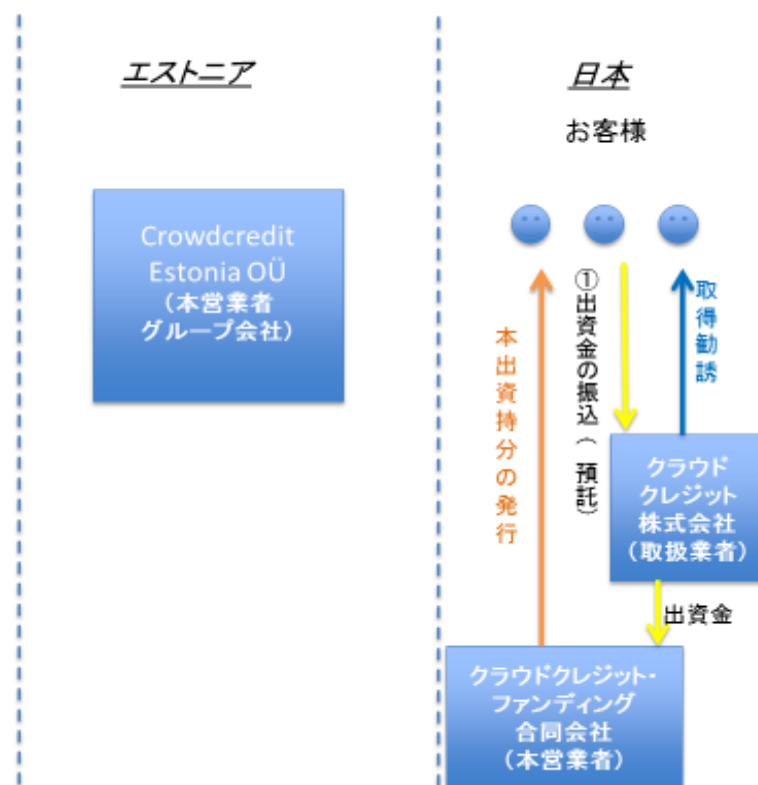 エストニア
Crowdcredit
Estonia OÜ
(本営業者
グループ会社)
日本
お客様
本出資持分の発行
①出資金の振込(預託)
取得勧誘
クラウド
クレジット
株式会社
(取扱業者)
出資金
クラウドクレジット・
ファンディング
合同会社
(本営業者)